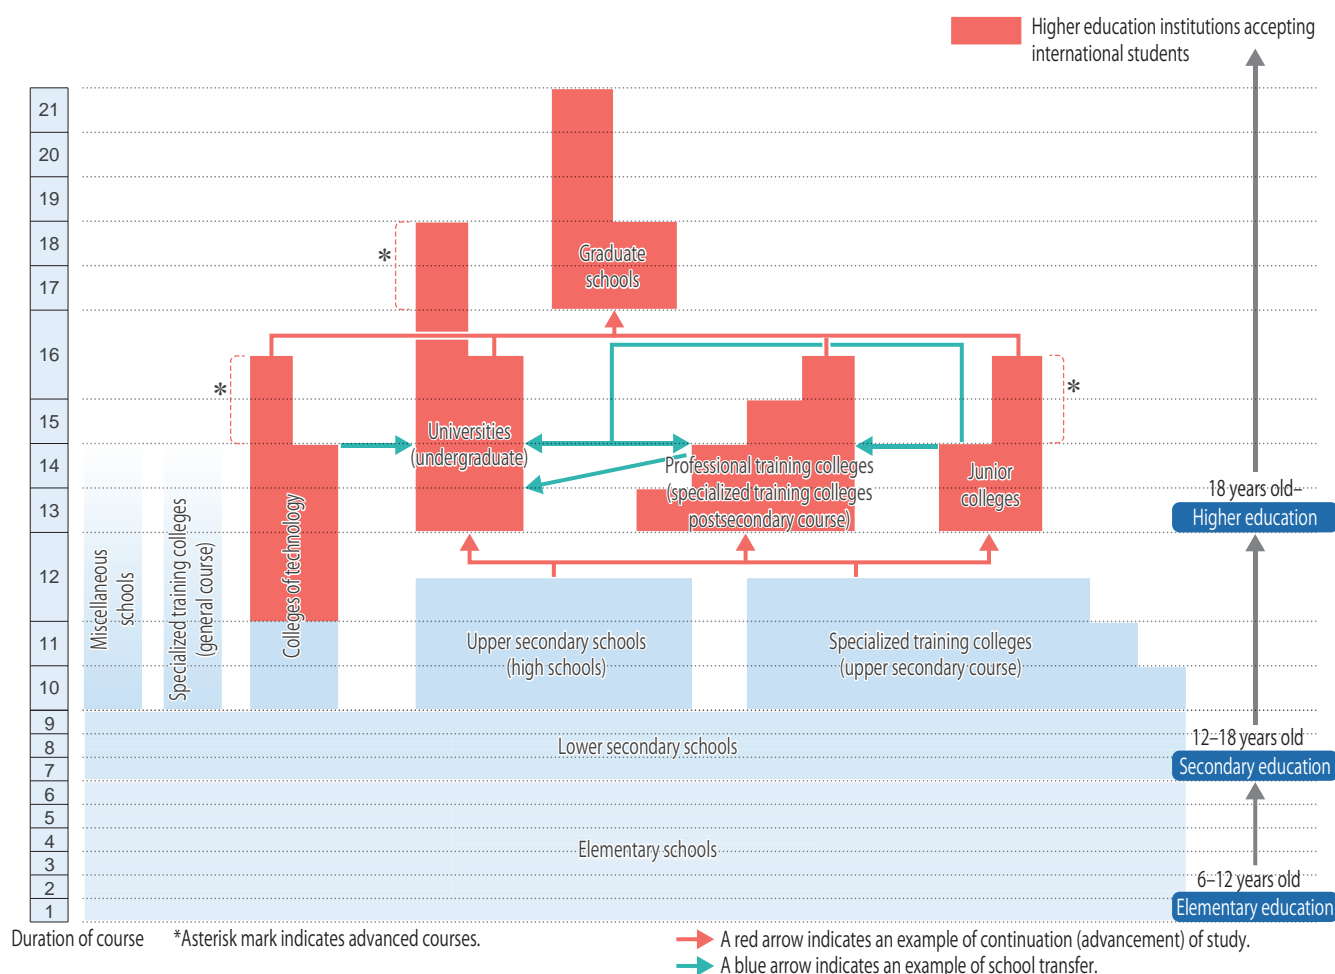 Higher education institutions accepting
international students
21
20
19
18
17
16
15
14
13
12
11
10
9
8
7
6
5
4
3
2
1
*
Graduate
schools
*
*
Universities
(undergraduate)
Professional training colleges
(specialized training colleges
postsecondary course)
Junior
colleges
18 years old–
Higher education
Miscellaneous
schools
Specialized training colleges
(general course)
Colleges of technology
Upper secondary schools
(high schools)
Specialized training colleges
(upper secondary course)
Lower secondary schools
12–18 years old
Secondary education
Elementary schools
6–12 years old
Elementary education
Duration of course
*Asterisk mark indicates advanced courses.
A red arrow indicates an example of continuation (advancement) of study.
A blue arrow indicates an example of school transfer.